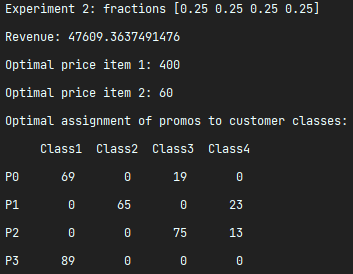 Experiment 2: fractions [0.25 0.25 0.25 0.25]
Revenue: 47609.3637491476
Optimal price item 1: 400
Optimal price item 2: 60
Optimal assignment of promos to customer classes:
Class1 Class2 Class3 Class4
P0 69 0 19 0
P1 0 65 0 23
P2 0 0 75 13
P3 89 0 0 0